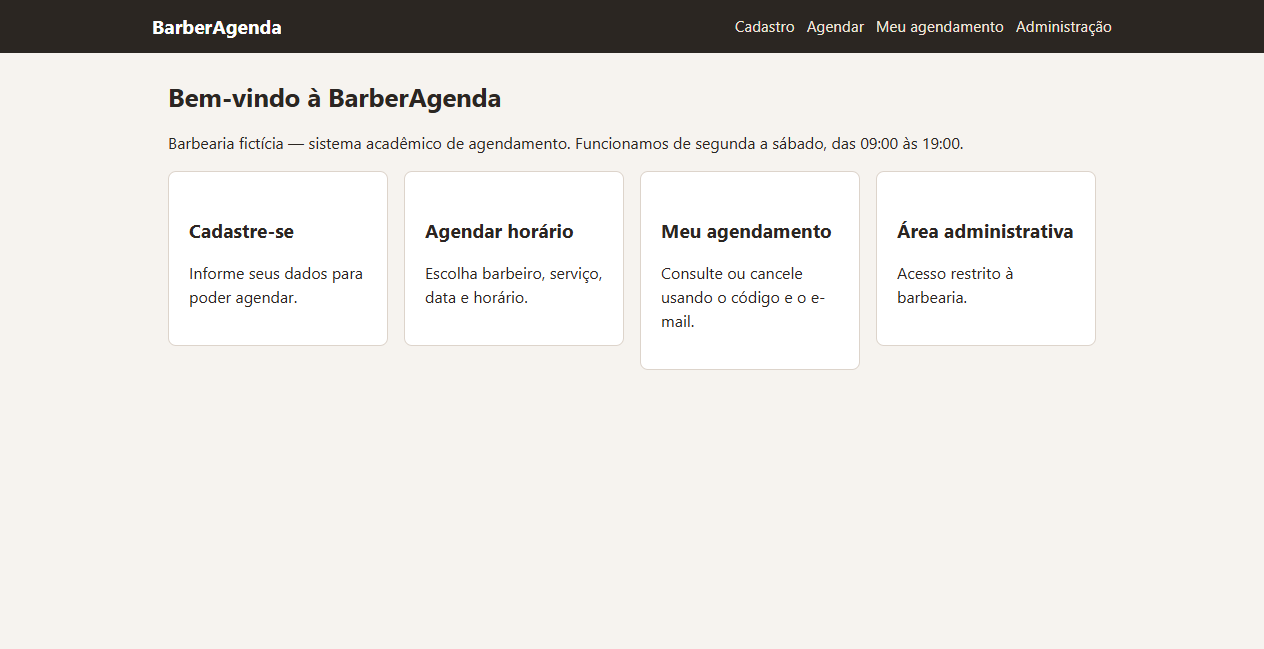 BarberAgenda
Cadastro Agendar Meu agendamento Administração
Bem-vindo à BarberAgenda
Barbearia fictícia — sistema acadêmico de agendamento. Funcionamos de segunda a sábado, das 09:00 às 19:00.
Cadastre-se
Informe seus dados para
poder agendar.
Agendar horário
Escolha barbeiro, serviço,
data e horário.
Meu agendamento
Consulte ou cancele
usando o código e o e-
mail.
Área administrativa
Acesso restrito à
barbearia.